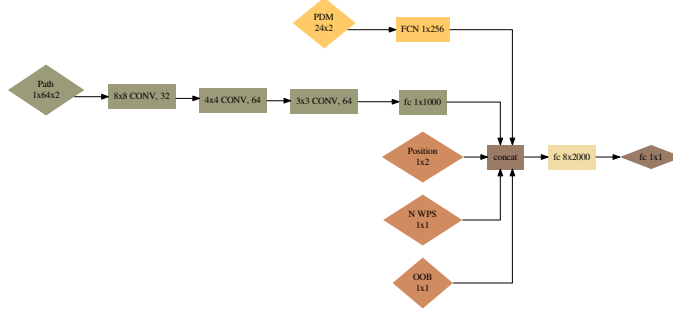 PDM
24x2
FCN 1x256
Path
1x64x2
8x8 CONV, 32
4x4 CONV, 64
3x3 CONV, 64
fc 1x1000
Position
1x2
concat
fc 8x2000
fc 1x1
N WPS
1x1
OOB
1x1